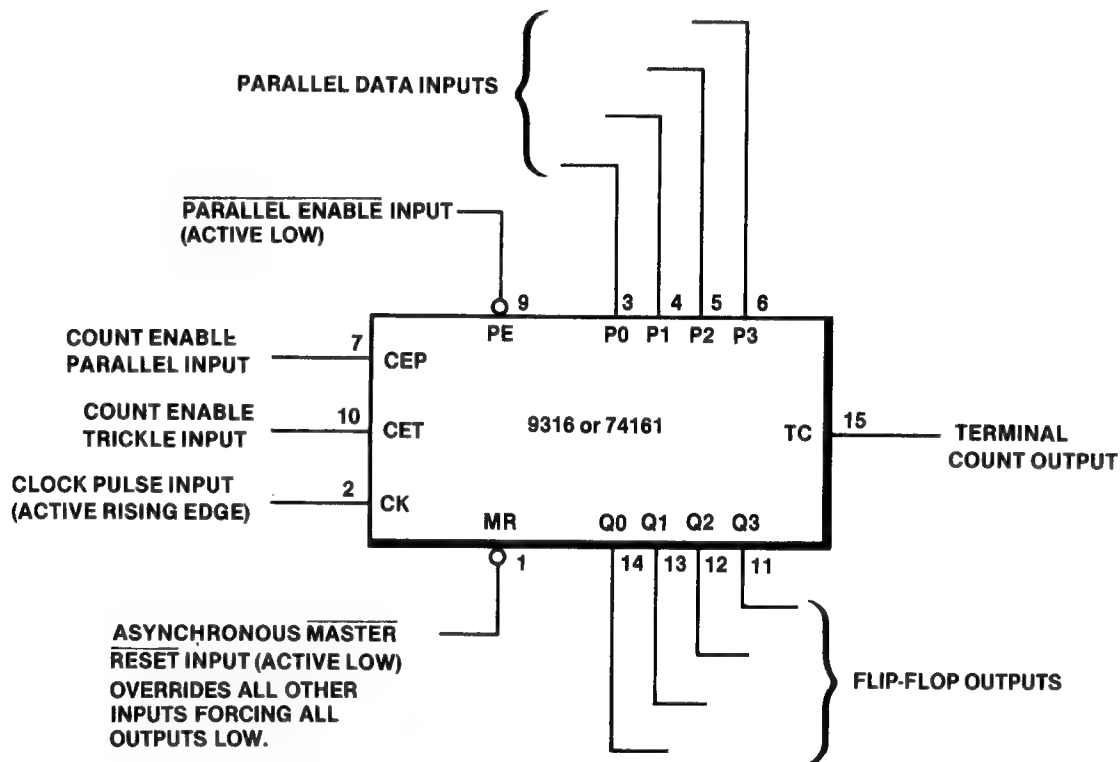 PARALLEL DATA INPUTS
PARALLEL ENABLE INPUT
(ACTIVE LOW)
9 3 4 5 6
PE P0 P1 P2 P3
COUNT ENABLE
PARALLEL INPUT
7
CEP
COUNT ENABLE
TRICKLE INPUT
10
CET
9316 or 74161
TC
15
TERMINAL
COUNT OUTPUT
CLOCK PULSE INPUT
(ACTIVE RISING EDGE)
2
CK
MR Q0 Q1 Q2 Q3
1 14 13 12 11
ASYNCHRONOUS MASTER
RESET INPUT (ACTIVE LOW)
OVERRIDES ALL OTHER
INPUTS FORCING ALL
OUTPUTS LOW.
FLIP-FLOP OUTPUTS